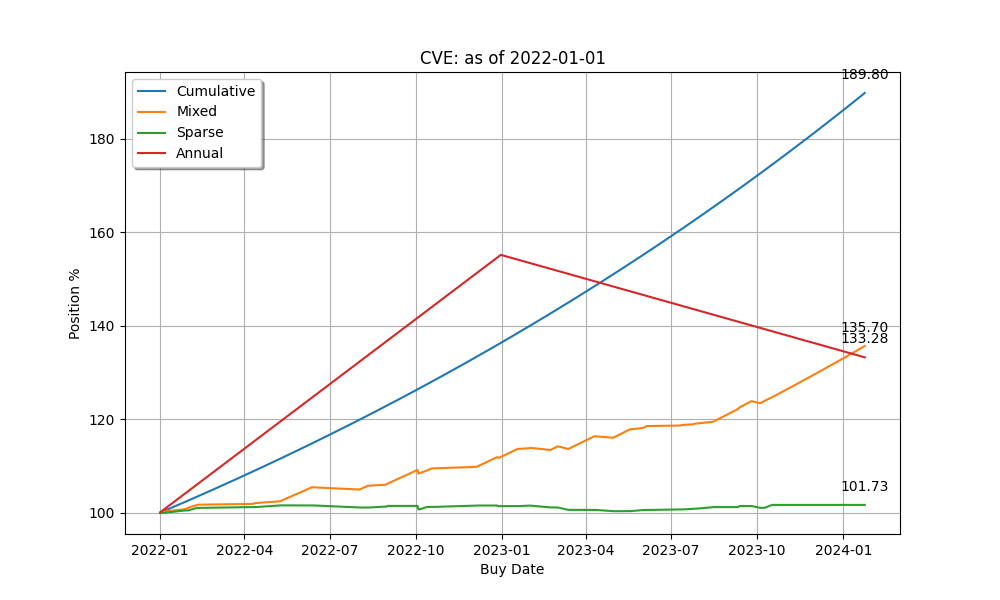 CVE: as of 2022-01-01
189.80
Cumulative
Mixed
Sparse
Annual
180
160
140
120
100
Position %
135.70
133.28
101.73
2022-01
2022-04
2022-07
2022-10
2023-01
2023-04
2023-07
2023-10
2024-01
Buy Date